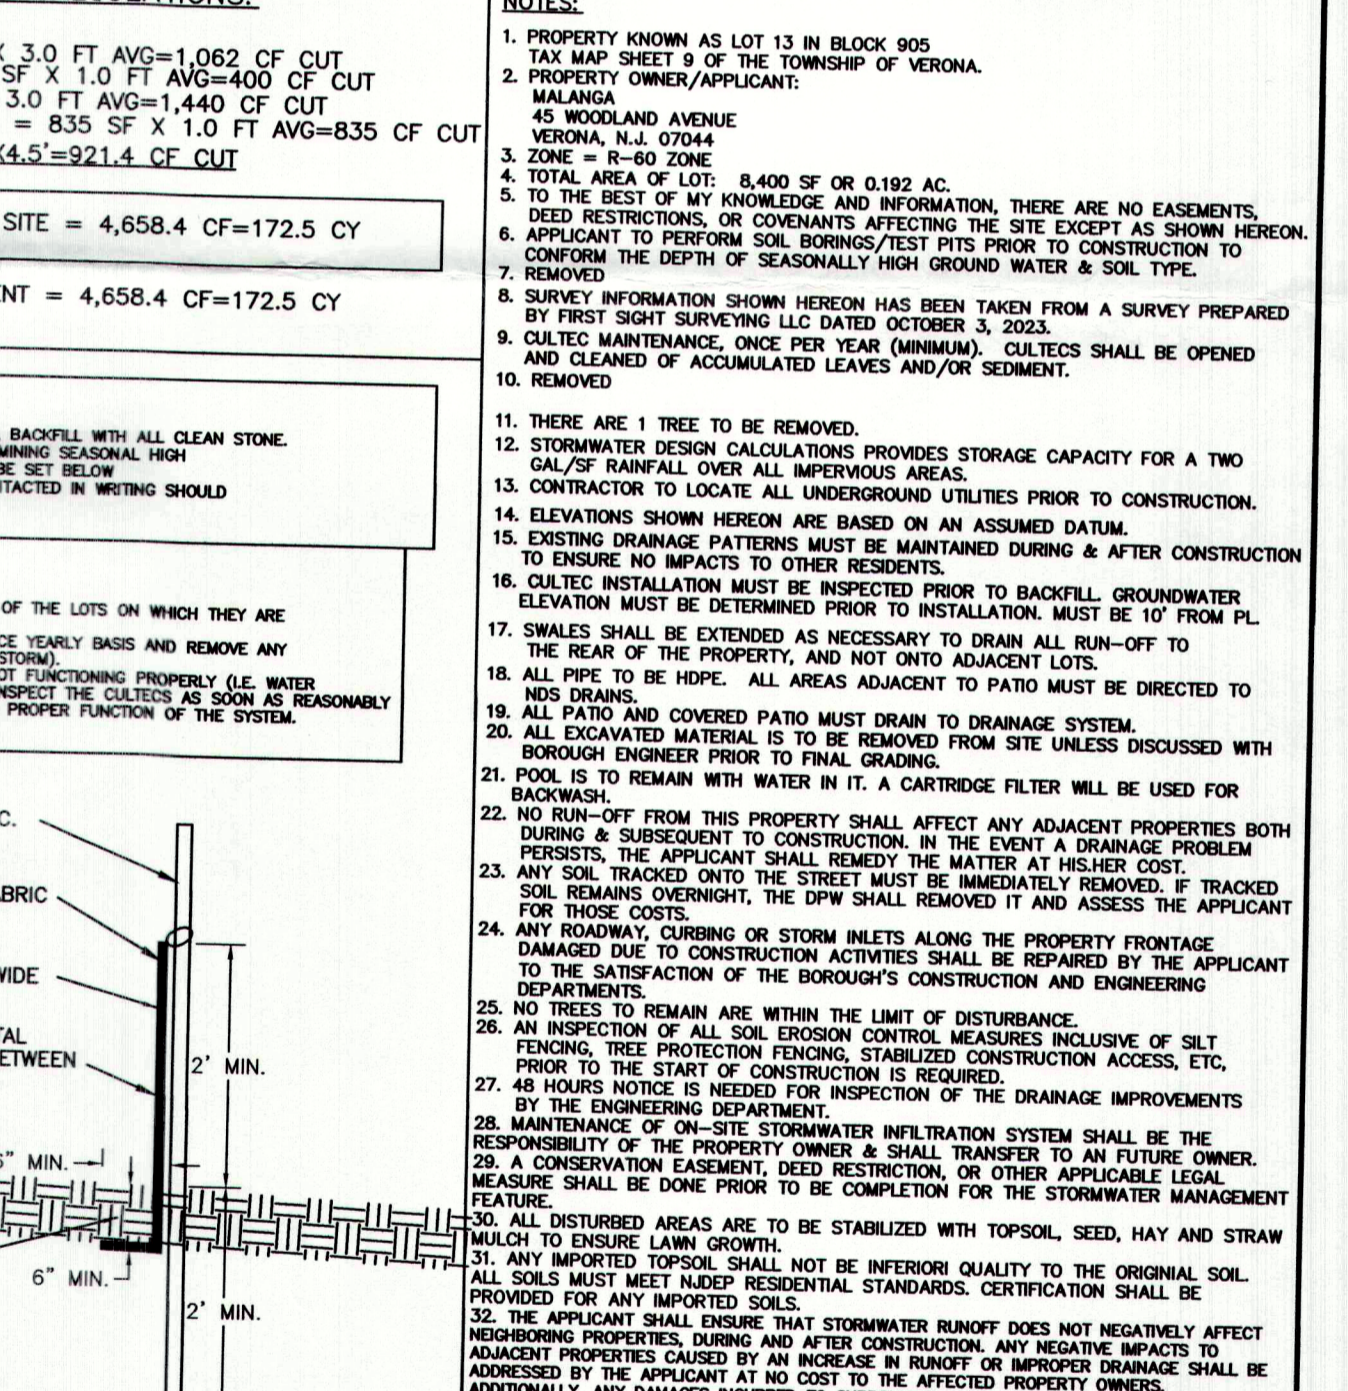 NOTES:
X 3.0 FT AVG=1,062 CF CUT
SF X 1.0 FT AVG=400 CF CUT
3.0 FT AVG=1,440 CF CUT
= 835 SF X 1.0 FT AVG=835 CF CUT
X4.5'=921.4 CF CUT
SITE = 4,658.4 CF=172.5 CY
ENT = 4,658.4 CF=172.5 CY
BACKFILL WITH ALL CLEAN STONE.
MINING SEASONAL HIGH
BE SET BELOW
NTACTED IN WRITING SHOULD
OF THE LOTS ON WHICH THEY ARE
CE YEARLY BASIS AND REMOVE ANY
STORM).
OT FUNCTIONING PROPERLY (I.E. WATER
NSPECT THE CULTECS AS SOON AS REASONABLY
PROPER FUNCTION OF THE SYSTEM.
C.
ABRIC
WIDE
TAL
ETWEEN
2' MIN.
6" MIN.
6" MIN.
2' MIN.
1. PROPERTY KNOWN AS LOT 13 IN BLOCK 905
TAX MAP SHEET 9 OF THE TOWNSHIP OF VERONA.
2. PROPERTY OWNER/APPLICANT:
MALANGA
45 WOODLAND AVENUE
VERONA, N.J. 07044
3. ZONE = R-60 ZONE
4. TOTAL AREA OF LOT: 8,400 SF OR 0.192 AC.
5. TO THE BEST OF MY KNOWLEDGE AND INFORMATION, THERE ARE NO EASEMENTS,
DEED RESTRICTIONS, OR COVENANTS AFFECTING THE SITE EXCEPT AS SHOWN HEREON.
6. APPLICANT TO PERFORM SOIL BORINGS/TEST PITS PRIOR TO CONSTRUCTION TO
CONFORM THE DEPTH OF SEASONALLY HIGH GROUND WATER & SOIL TYPE.
7. REMOVED
8. SURVEY INFORMATION SHOWN HEREON HAS BEEN TAKEN FROM A SURVEY PREPARED
BY FIRST SIGHT SURVEYING LLC DATED OCTOBER 3, 2023.
9. CULTEC MAINTENANCE, ONCE PER YEAR (MINIMUM). CULTECS SHALL BE OPENED
AND CLEANED OF ACCUMULATED LEAVES AND/OR SEDIMENT.
10. REMOVED
11. THERE ARE 1 TREE TO BE REMOVED.
12. STORMWATER DESIGN CALCULATIONS PROVIDES STORAGE CAPACITY FOR A TWO
GAL/SF RAINFALL OVER ALL IMPERVIOUS AREAS.
13. CONTRACTOR TO LOCATE ALL UNDERGROUND UTILITIES PRIOR TO CONSTRUCTION.
14. ELEVATIONS SHOWN HEREON ARE BASED ON AN ASSUMED DATUM.
15. EXISTING DRAINAGE PATTERNS MUST BE MAINTAINED DURING & AFTER CONSTRUCTION
TO ENSURE NO IMPACTS TO OTHER RESIDENTS.
16. CULTEC INSTALLATION MUST BE INSPECTED PRIOR TO BACKFILL. GROUNDWATER
ELEVATION MUST BE DETERMINED PRIOR TO INSTALLATION. MUST BE 10' FROM PL.
17. SWALES SHALL BE EXTENDED AS NECESSARY TO DRAIN ALL RUN-OFF TO
THE REAR OF THE PROPERTY, AND NOT ONTO ADJACENT LOTS.
18. ALL PIPE TO BE HDPE. ALL AREAS ADJACENT TO PATIO MUST BE DIRECTED TO
NDS DRAINS.
19. ALL PATIO AND COVERED PATIO MUST DRAIN TO DRAINAGE SYSTEM.
20. ALL EXCAVATED MATERIAL IS TO BE REMOVED FROM SITE UNLESS DISCUSSED WITH
BOROUGH ENGINEER PRIOR TO FINAL GRADING.
21. POOL IS TO REMAIN WITH WATER IN IT. A CARTRIDGE FILTER WILL BE USED FOR
BACKWASH.
22. NO RUN-OFF FROM THIS PROPERTY SHALL AFFECT ANY ADJACENT PROPERTIES BOTH
DURING & SUBSEQUENT TO CONSTRUCTION. IN THE EVENT A DRAINAGE PROBLEM
PERSISTS, THE APPLICANT SHALL REMEDY THE MATTER AT HIS.HER COST.
23. ANY SOIL TRACKED ONTO THE STREET MUST BE IMMEDIATELY REMOVED. IF TRACKED
SOIL REMAINS OVERNIGHT, THE DPW SHALL REMOVED IT AND ASSESS THE APPLICANT
FOR THOSE COSTS.
24. ANY ROADWAY, CURBING OR STORM INLETS ALONG THE PROPERTY FRONTAGE
DAMAGED DUE TO CONSTRUCTION ACTIVITIES SHALL BE REPAIRED BY THE APPLICANT
TO THE SATISFACTION OF THE BOROUGH'S CONSTRUCTION AND ENGINEERING
DEPARTMENTS.
25. NO TREES TO REMAIN ARE WITHIN THE LIMIT OF DISTURBANCE.
26. AN INSPECTION OF ALL SOIL EROSION CONTROL MEASURES INCLUSIVE OF SILT
FENCING, TREE PROTECTION FENCING, STABILIZED CONSTRUCTION ACCESS, ETC,
PRIOR TO THE START OF CONSTRUCTION IS REQUIRED.
27. 48 HOURS NOTICE IS NEEDED FOR INSPECTION OF THE DRAINAGE IMPROVEMENTS
BY THE ENGINEERING DEPARTMENT.
28. MAINTENANCE OF ON-SITE STORMWATER INFILTRATION SYSTEM SHALL BE THE
RESPONSIBILITY OF THE PROPERTY OWNER & SHALL TRANSFER TO AN FUTURE OWNER.
29. A CONSERVATION EASEMENT, DEED RESTRICTION, OR OTHER APPLICABLE LEGAL
MEASURE SHALL BE DONE PRIOR TO BE COMPLETION FOR THE STORMWATER MANAGEMENT
FEATURE.
30. ALL DISTURBED AREAS ARE TO BE STABILIZED WITH TOPSOIL, SEED, HAY AND STRAW
MULCH TO ENSURE LAWN GROWTH.
31. ANY IMPORTED TOPSOIL SHALL NOT BE INFERIORI QUALITY TO THE ORIGINIAL SOIL.
ALL SOILS MUST MEET NJDEP RESIDENTIAL STANDARDS. CERTIFICATION SHALL BE
PROVIDED FOR ANY IMPORTED SOILS.
32. THE APPLICANT SHALL ENSURE THAT STORMWATER RUNOFF DOES NOT NEGATIVELY AFFECT
NEIGHBORING PROPERTIES, DURING AND AFTER CONSTRUCTION. ANY NEGATIVE IMPACTS TO
ADJACENT PROPERTIES CAUSED BY AN INCREASE IN RUNOFF OR IMPROPER DRAINAGE SHALL BE
ADDRESSED BY THE APPLICANT AT NO COST TO THE AFFECTED PROPERTY OWNERS.